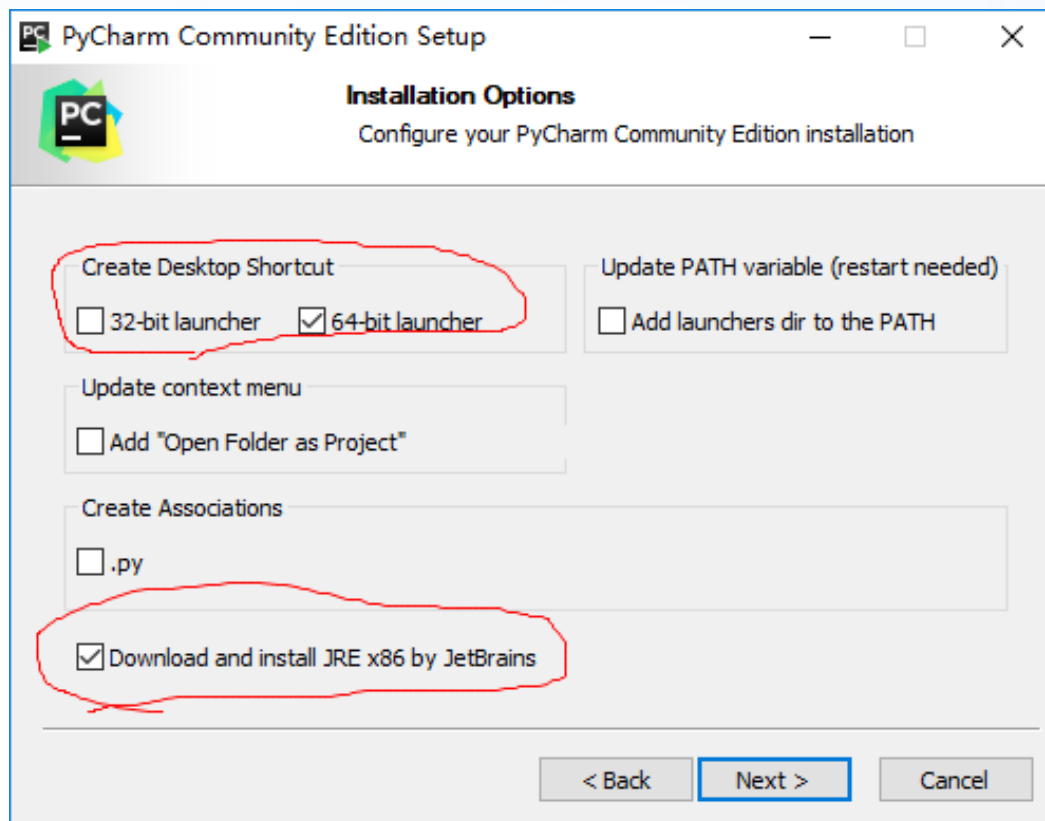 PyCharm Community Edition Setup
PC
Installation Options
Configure your PyCharm Community Edition installation
Create Desktop Shortcut
32-bit launcher 64-bit launcher
Update PATH variable (restart needed)
Add launchers dir to the PATH
Update context menu
Add "Open Folder as Project"
Create Associations
.py
Download and install JRE x86 by JetBrains
< Back Next > Cancel